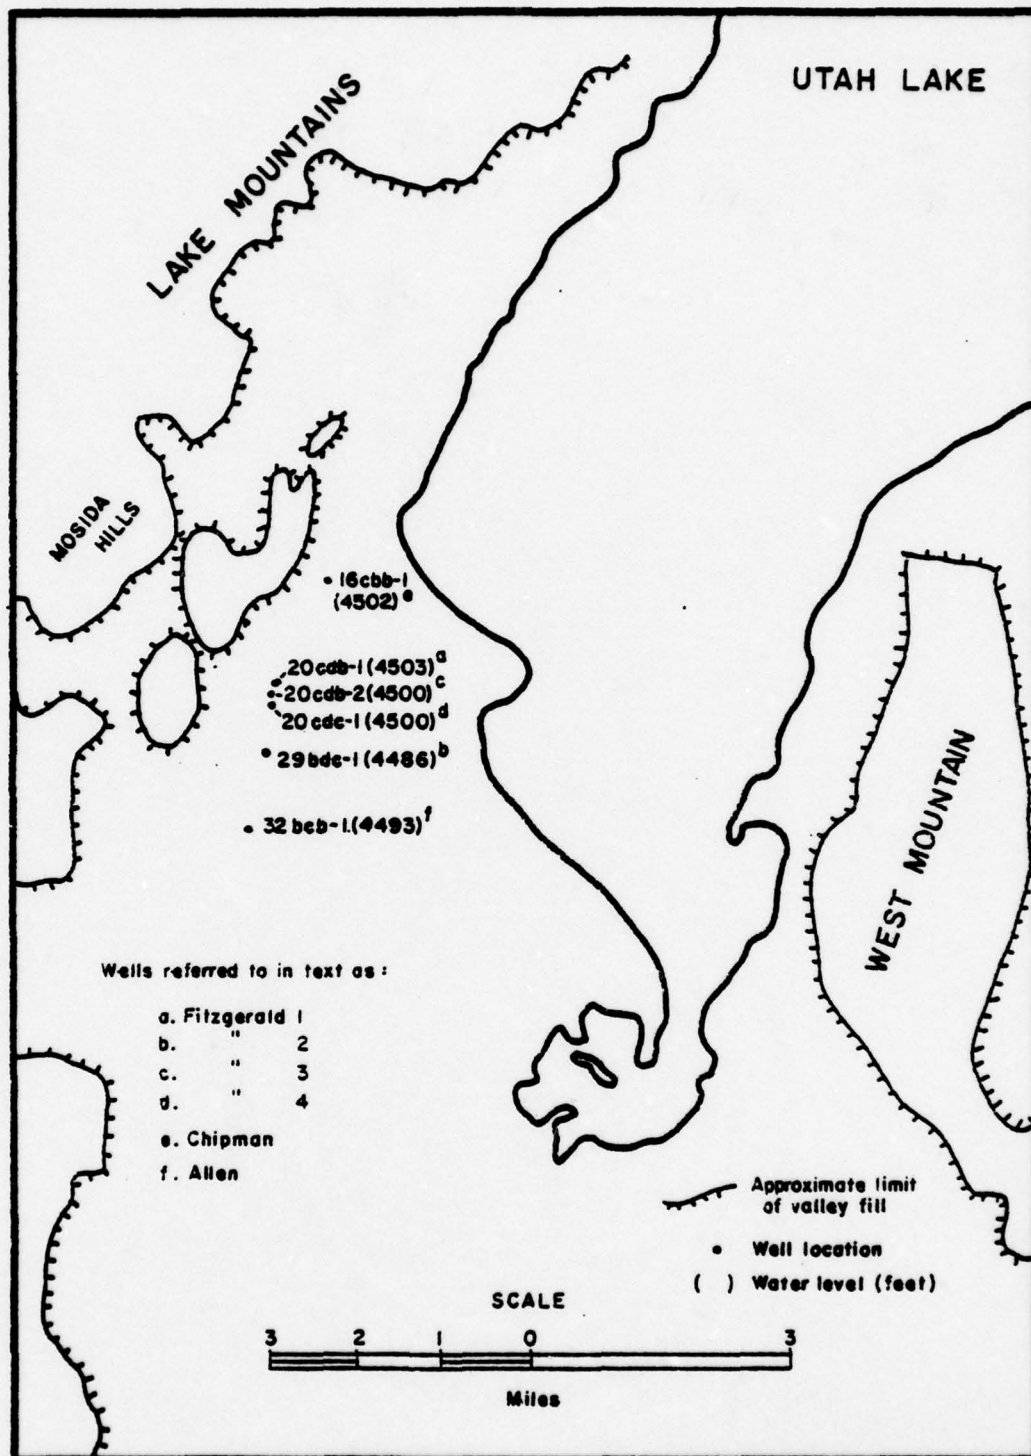 UTAH LAKE
LAKE MOUNTAINS
MOSIDA
HILLS
16cbb-1
(4502)e
20cdb-1(4503)a
20cdb-2(4500)c
20cdc-1(4500)d
29bdc-1(4486)b
32bcb-1.(4493)f
WEST MOUNTAIN
Wells referred to in text as:
a. Fitzgerald 1
b. " 2
c. " 3
d. " 4
e. Chipman
f. Allen
Approximate limit
of valley fill
• Well location
( ) Water level (feet)
SCALE
3 2 1 0 3
Miles